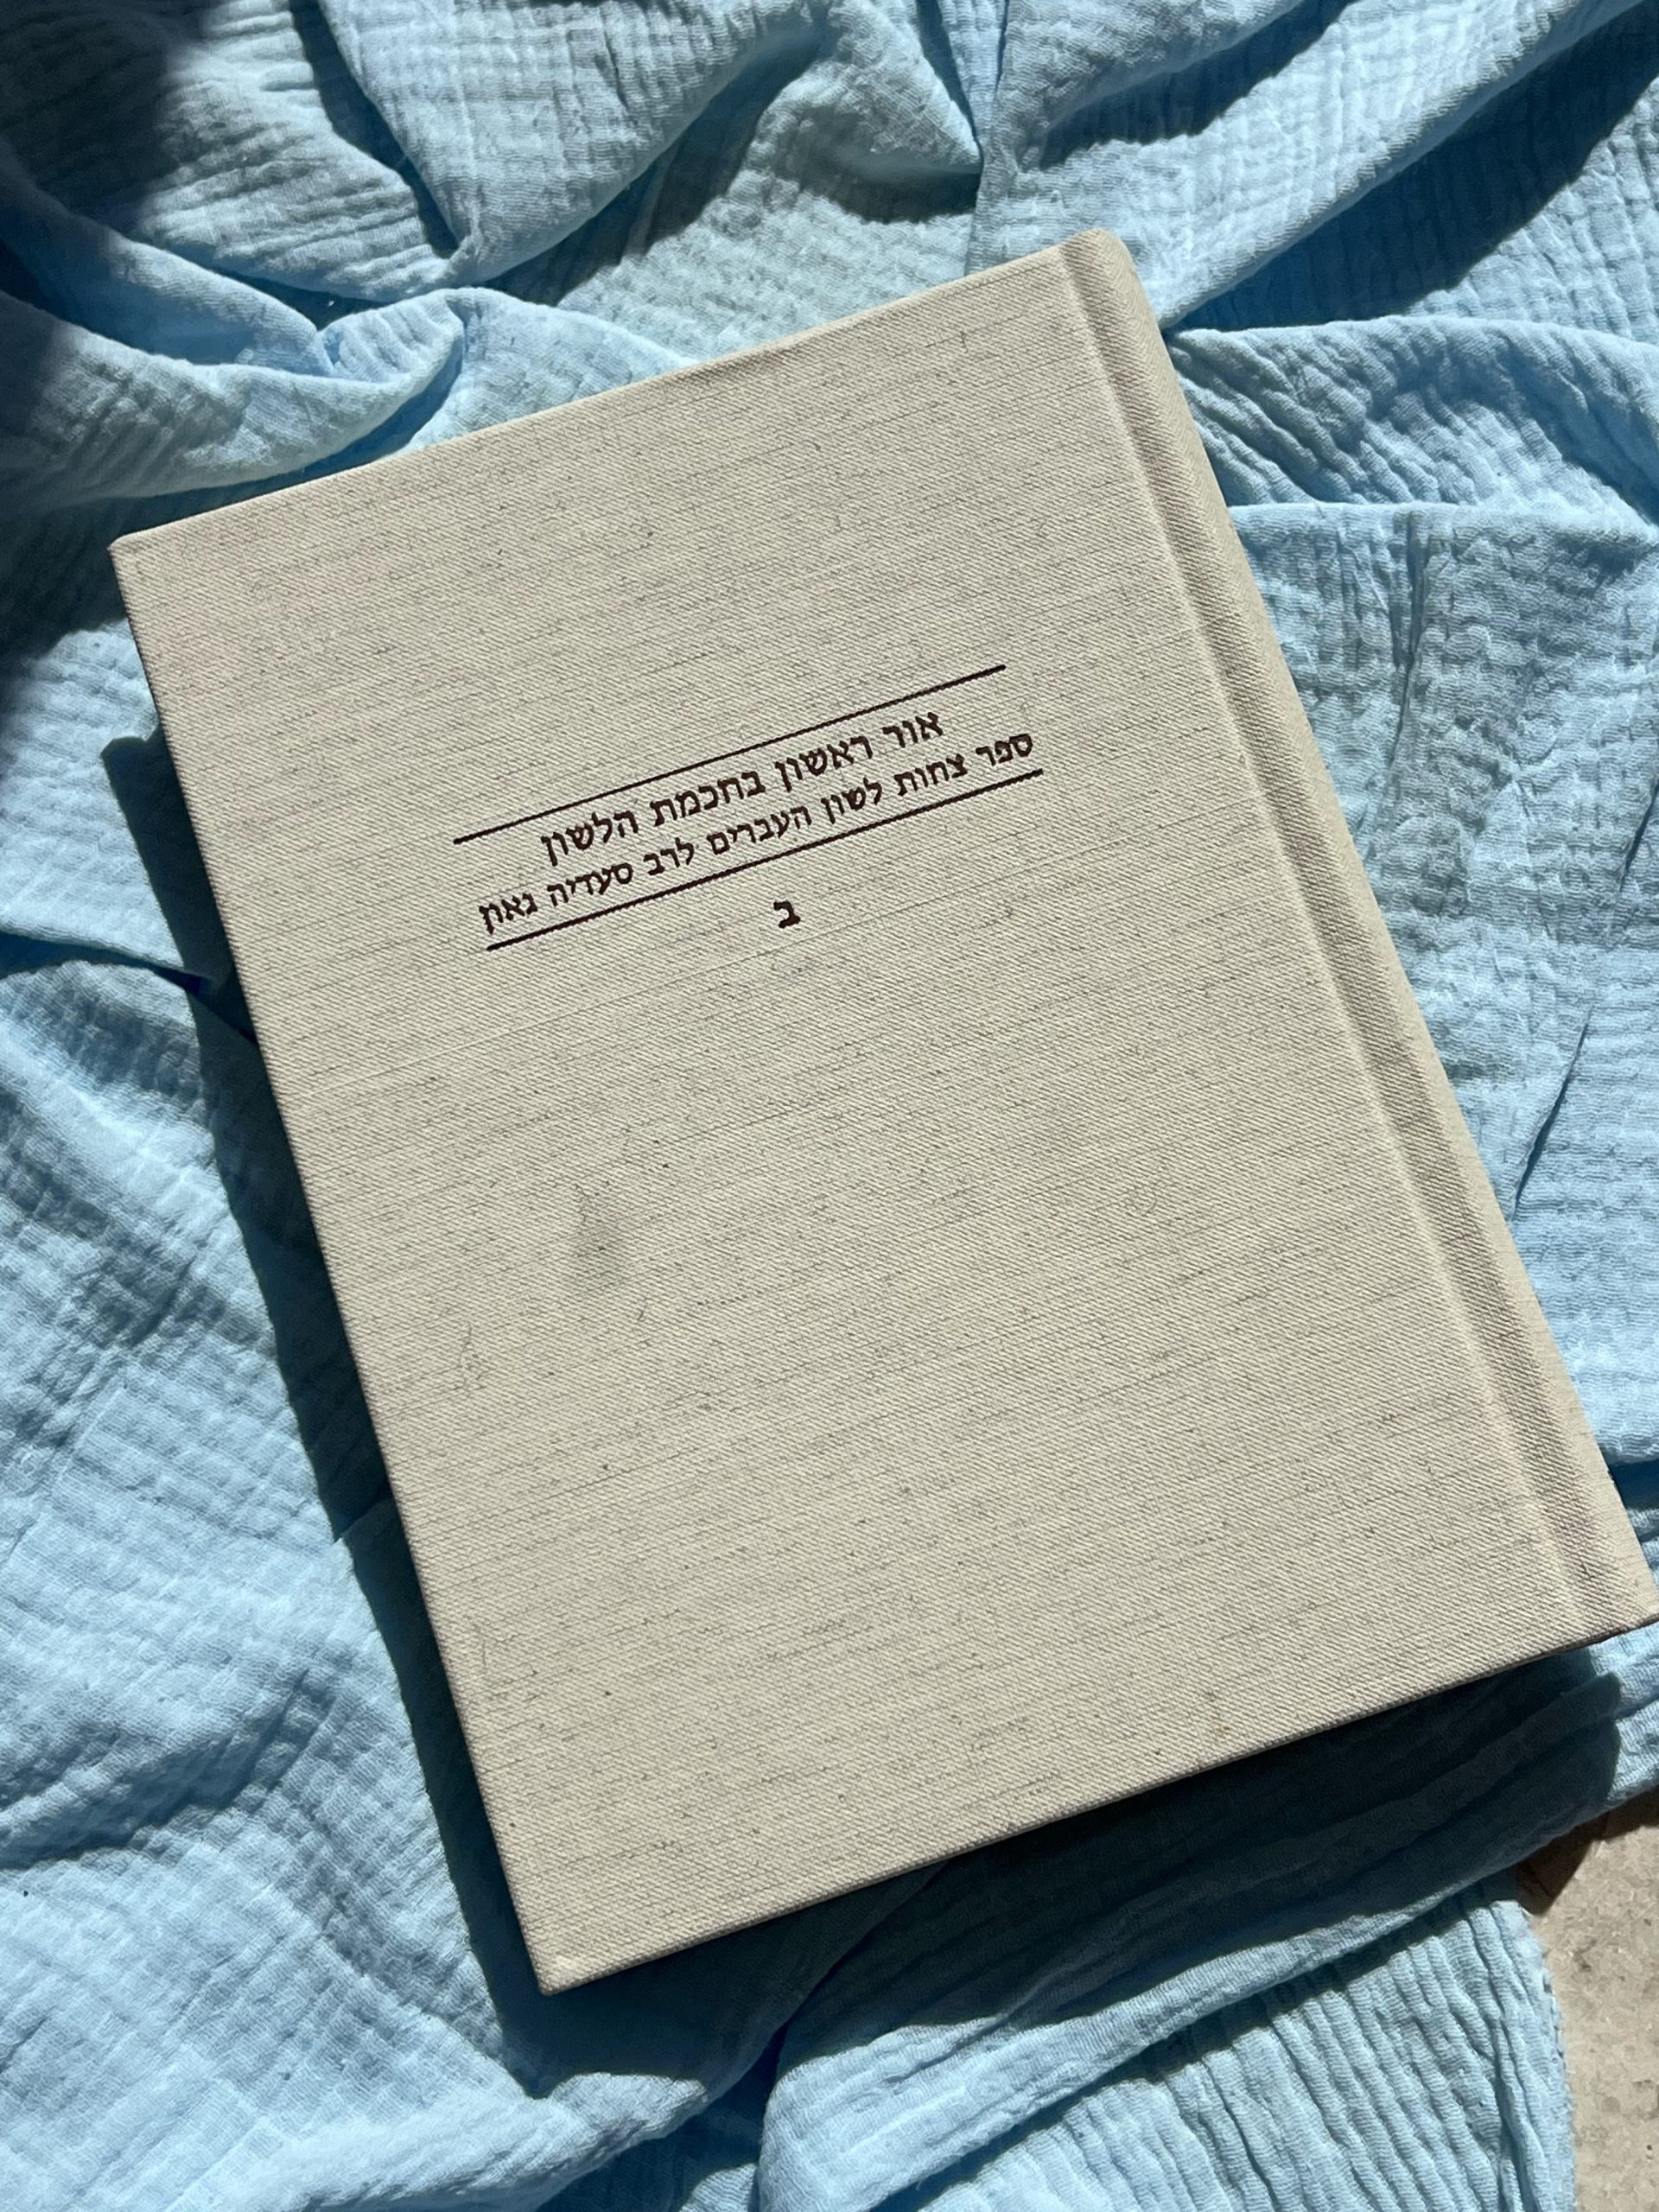 אור ראשון בחכמת הלשון
ספר צחות לשון העברים לרב סעדיה גאון
ב